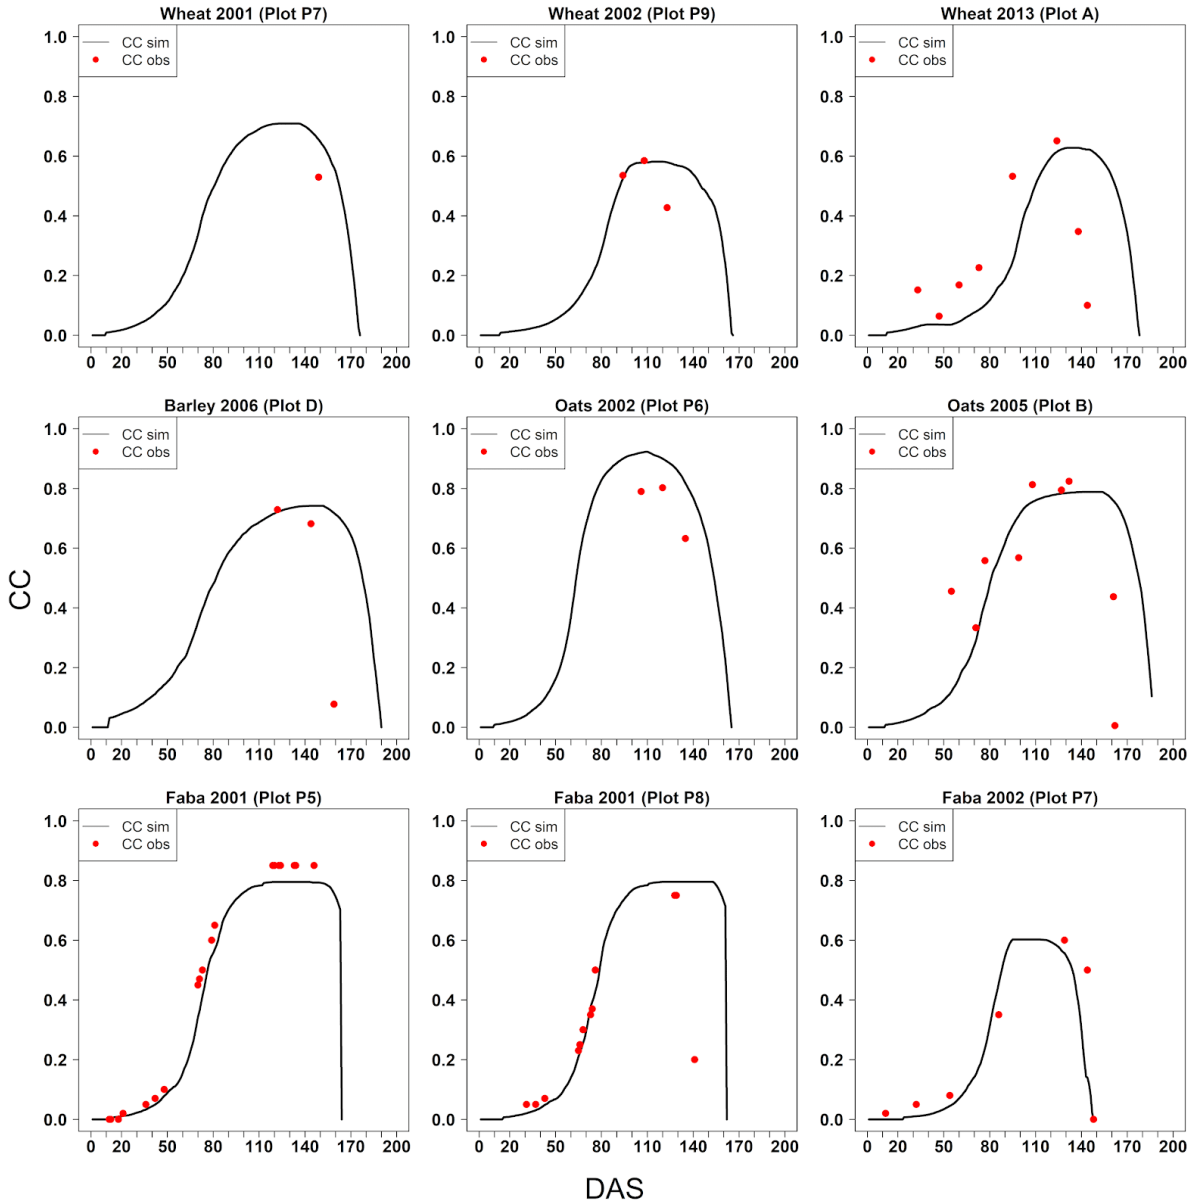 Wheat 2001 (Plot P7)
CC sim
CC obs
1.0
0.8
0.6
0.4
0.2
0.0
0 20 50 80 110 140 170 200
Wheat 2002 (Plot P9)
CC sim
CC obs
1.0
0.8
0.6
0.4
0.2
0.0
0 20 50 80 110 140 170 200
Wheat 2013 (Plot A)
CC sim
CC obs
1.0
0.8
0.6
0.4
0.2
0.0
0 20 50 80 110 140 170 200
Barley 2006 (Plot D)
CC sim
CC obs
1.0
0.8
0.6
0.4
0.2
0.0
0 20 50 80 110 140 170 200
Oats 2002 (Plot P6)
CC sim
CC obs
1.0
0.8
0.6
0.4
0.2
0.0
0 20 50 80 110 140 170 200
Oats 2005 (Plot B)
CC sim
CC obs
1.0
0.8
0.6
0.4
0.2
0.0
0 20 50 80 110 140 170 200
CC
Faba 2001 (Plot P5)
CC sim
CC obs
1.0
0.8
0.6
0.4
0.2
0.0
0 20 50 80 110 140 170 200
Faba 2001 (Plot P8)
CC sim
CC obs
1.0
0.8
0.6
0.4
0.2
0.0
0 20 50 80 110 140 170 200
Faba 2002 (Plot P7)
CC sim
CC obs
1.0
0.8
0.6
0.4
0.2
0.0
0 20 50 80 110 140 170 200
DAS